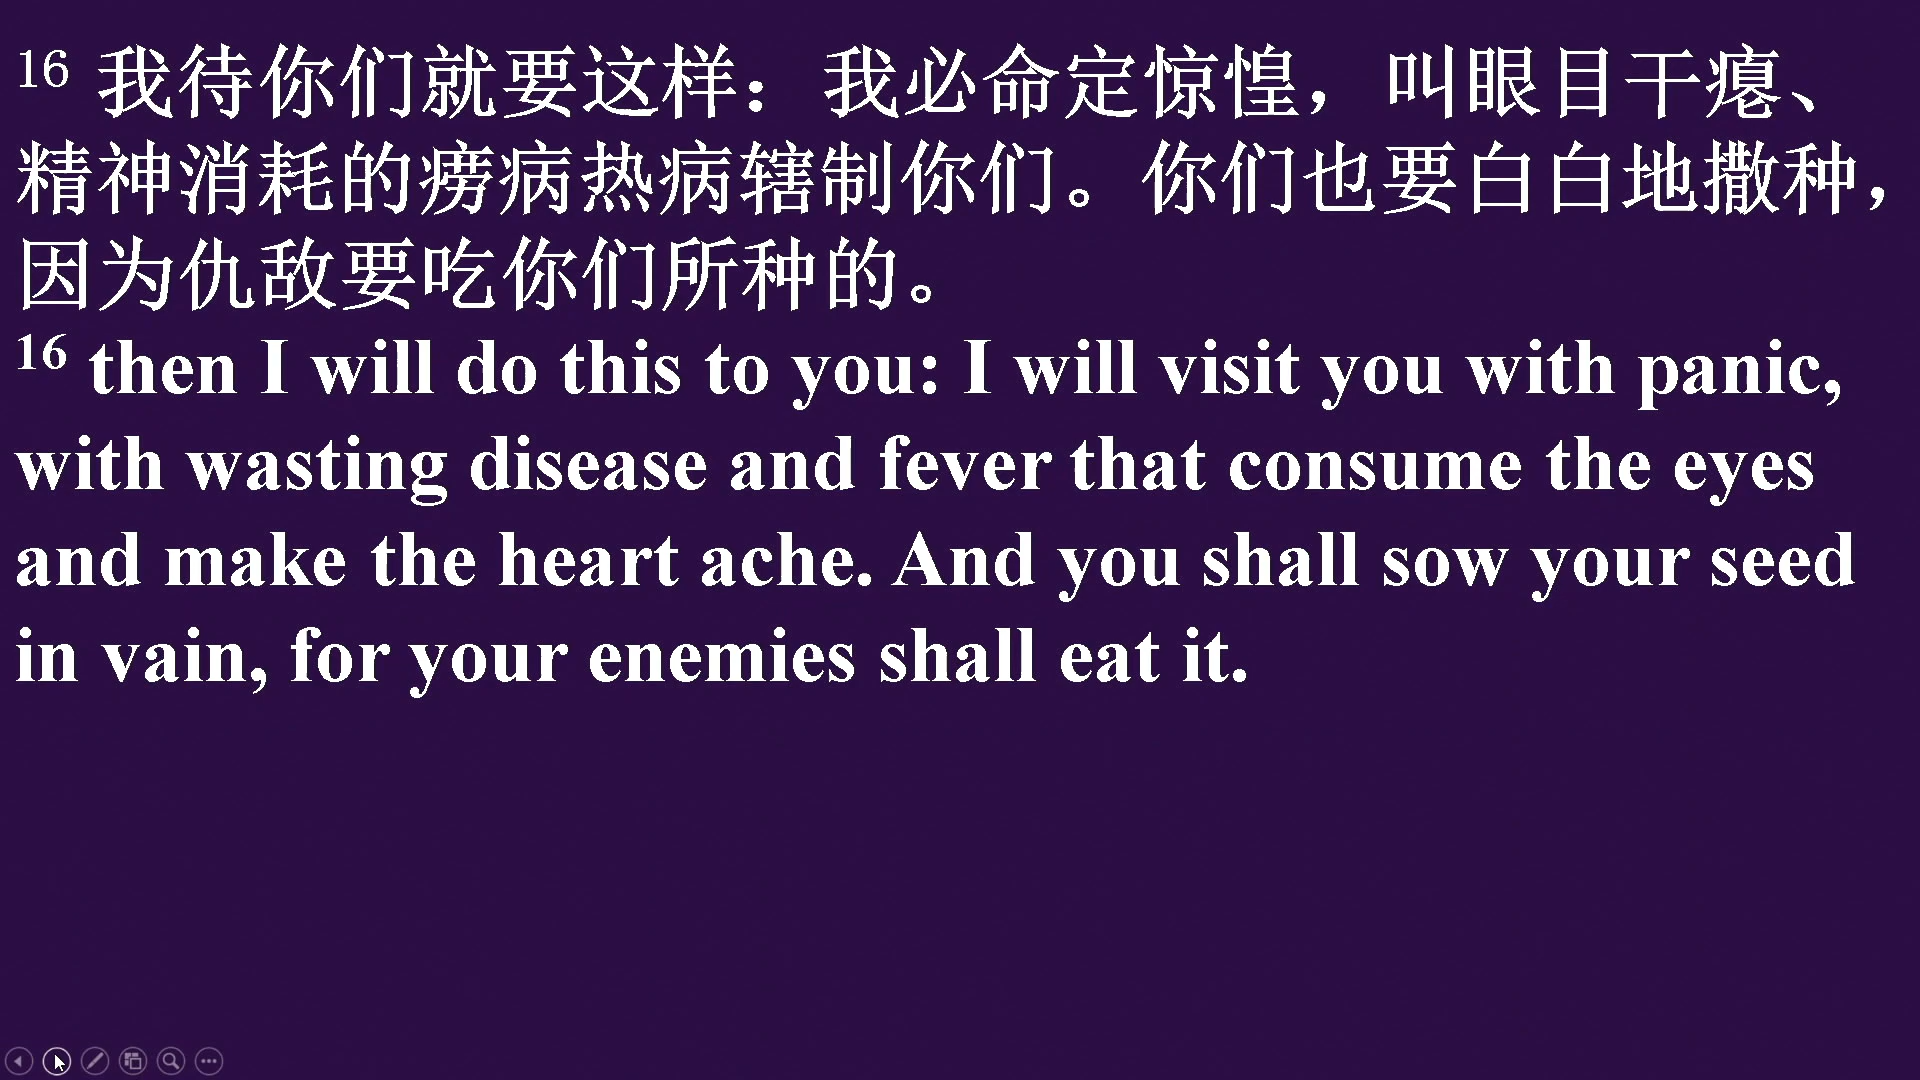 16 我待你们就要这样：我必命定惊惶，叫眼目干瘪、
精神消耗的痨病热病辖制你们。你们也要白白地撒种，
因为仇敌要吃你们所种的。
16 then I will do this to you: I will visit you with panic,
with wasting disease and fever that consume the eyes
and make the heart ache. And you shall sow your seed
in vain, for your enemies shall eat it.